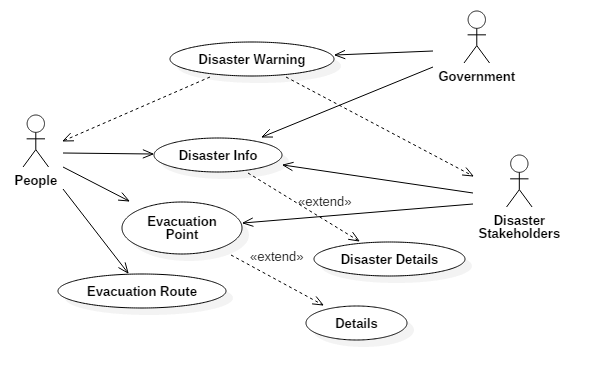 Disaster Warning
Government
People
Disaster Info
«extend»
Disaster
Stakeholders
Evacuation
Point
«extend»
Disaster Details
Evacuation Route
Details